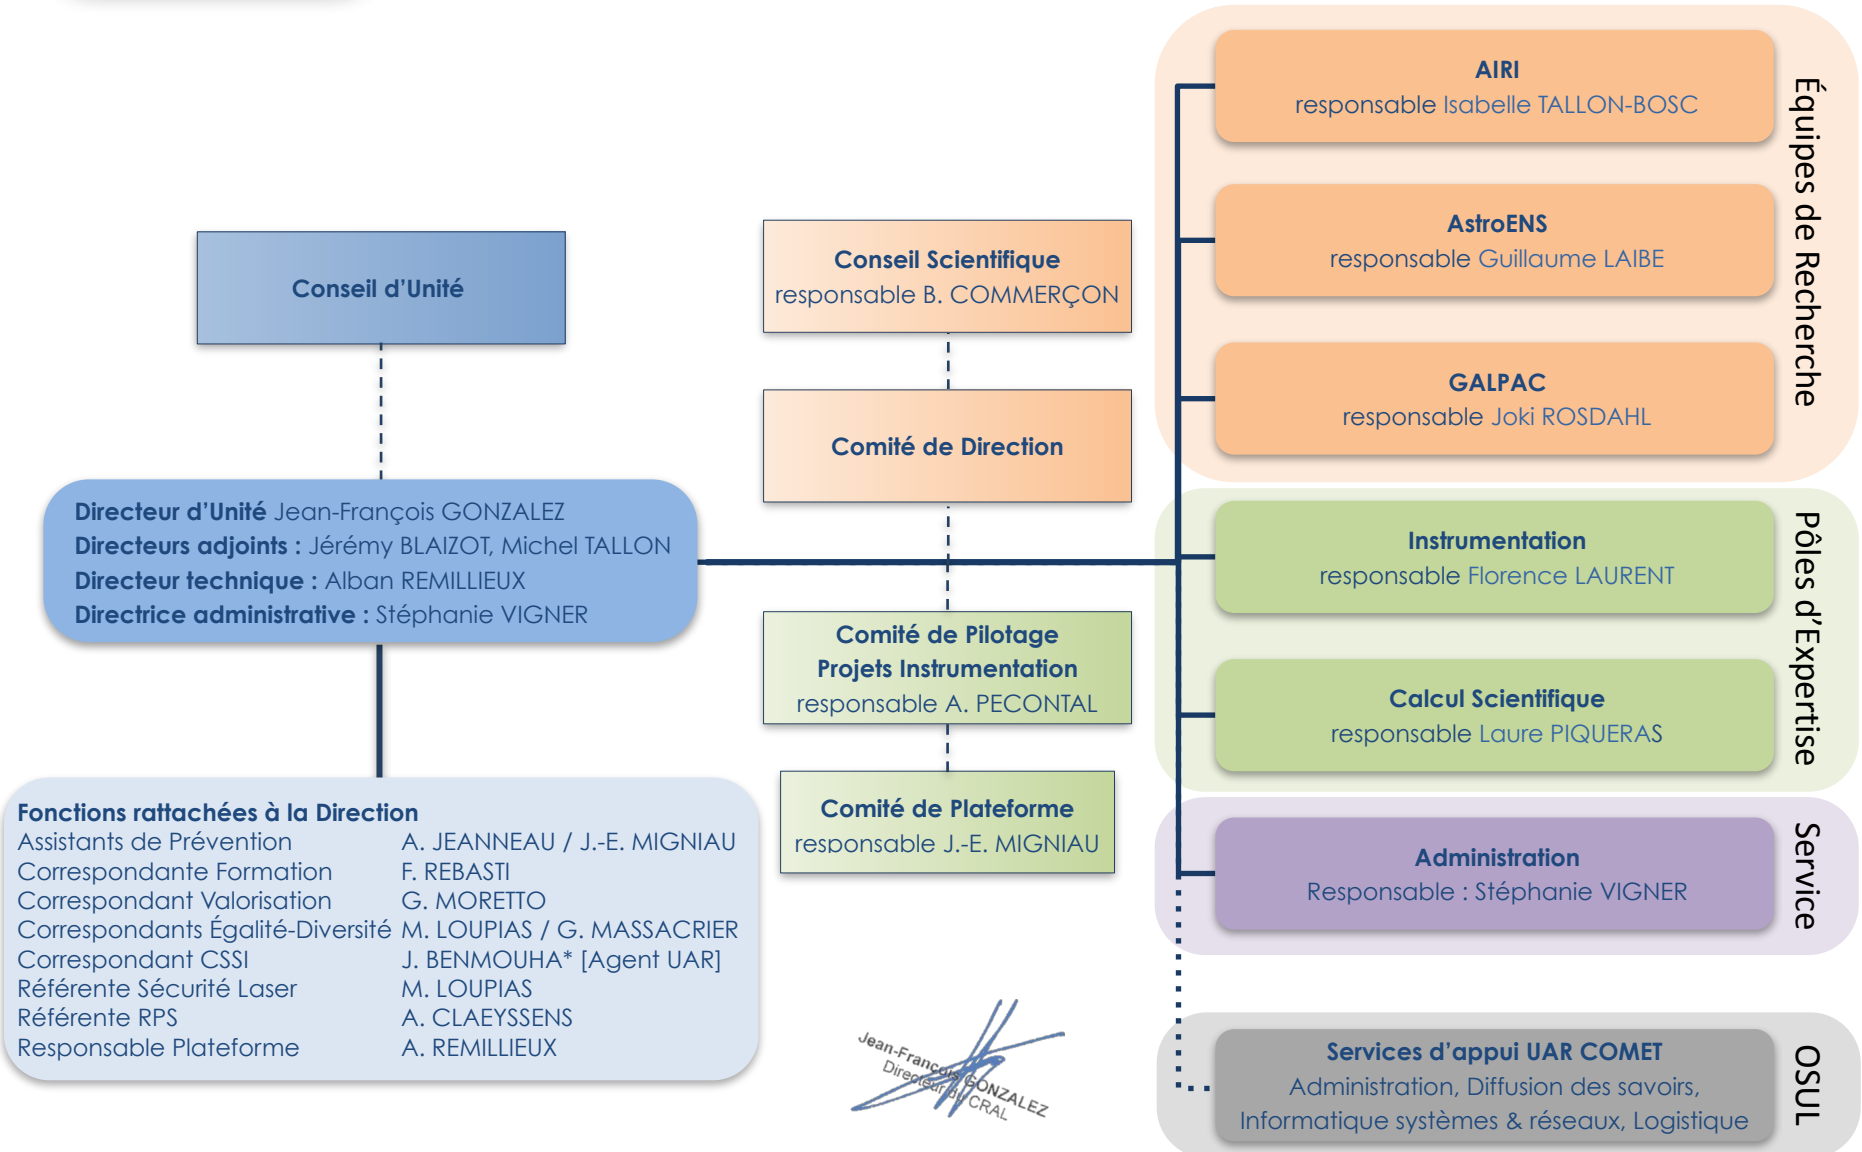 Conseil d’Unité
Directeur d’Unité Jean-François GONZALEZ
Directeurs adjoints : Jérémy BLAIZOT, Michel TALLON
Directeur technique : Alban REMILLIEUX
Directrice administrative : Stéphanie VIGNER
Fonctions rattachées à la Direction
Assistants de Prévention A. JEANNEAU / J.-E. MIGNIAU
Correspondante Formation F. REBASTI
Correspondant Valorisation G. MORETTO
Correspondants Égalité-Diversité M. LOUPIAS / G. MASSACRIER
Correspondant CSSI J. BENMOUHA* [Agent UAR]
Référente Sécurité Laser M. LOUPIAS
Référente RPS A. CLAEYSSENS
Responsable Plateforme A. REMILLIEUX
Conseil Scientifique
responsable B. COMMERÇON
Comité de Direction
Comité de Pilotage
Projets Instrumentation
responsable A. PECONTAL
Comité de Plateforme
responsable J.-E. MIGNIAU
Jean-François GONZALEZ
Directeur du CRAL
AIRI
responsable Isabelle TALLON-BOSC
AstroENS
responsable Guillaume LAIBE
GALPAC
responsable Joki ROSDAHL
Équipes de Recherche
Instrumentation
responsable Florence LAURENT
Calcul Scientifique
responsable Laure PIQUERAS
Pôles d’Expertise
Administration
Responsable : Stéphanie VIGNER
Service
Services d’appui UAR COMET
Administration, Diffusion des savoirs,
Informatique systèmes & réseaux, Logistique
OSUL